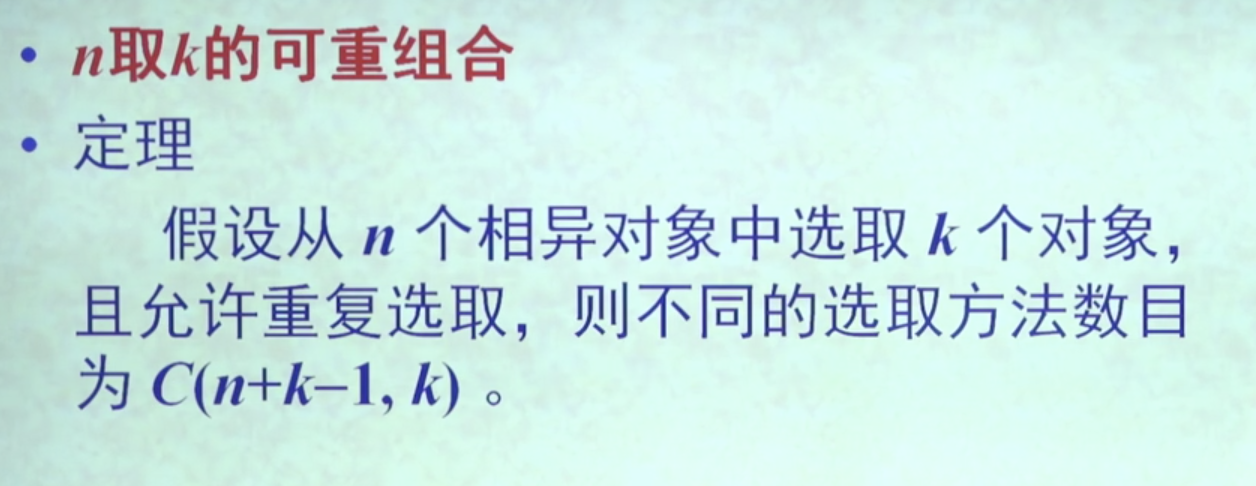 • n取k的可重组合
• 定理
假设从 n 个相异对象中选取 k 个对象,
且允许重复选取, 则不同的选取方法数目
为 C(n+k–1, k) 。